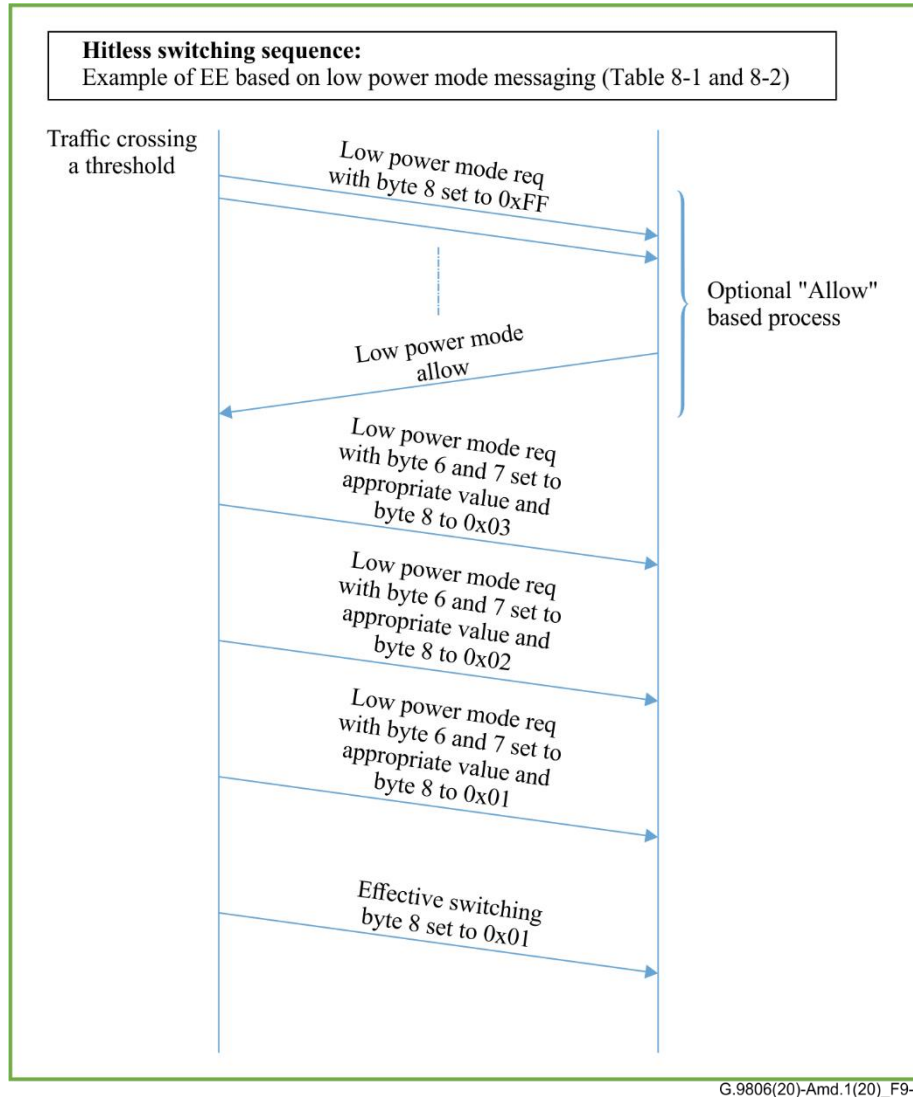 Hitless switching sequence:
Example of EE based on low power mode messaging (Table 8-1 and 8-2)
Traffic crossing
a threshold
Low power mode req
with byte 8 set to 0xFF
Optional "Allow"
based process
Low power mode
allow
Low power mode req
with byte 6 and 7 set to
appropriate value and
byte 8 to 0x03
Low power mode req
with byte 6 and 7 set to
appropriate value and
byte 8 to 0x02
Low power mode req
with byte 6 and 7 set to
appropriate value and
byte 8 to 0x01
Effective switching
byte 8 set to 0x01
G.9806(20)-Amd.1(20)_F9-